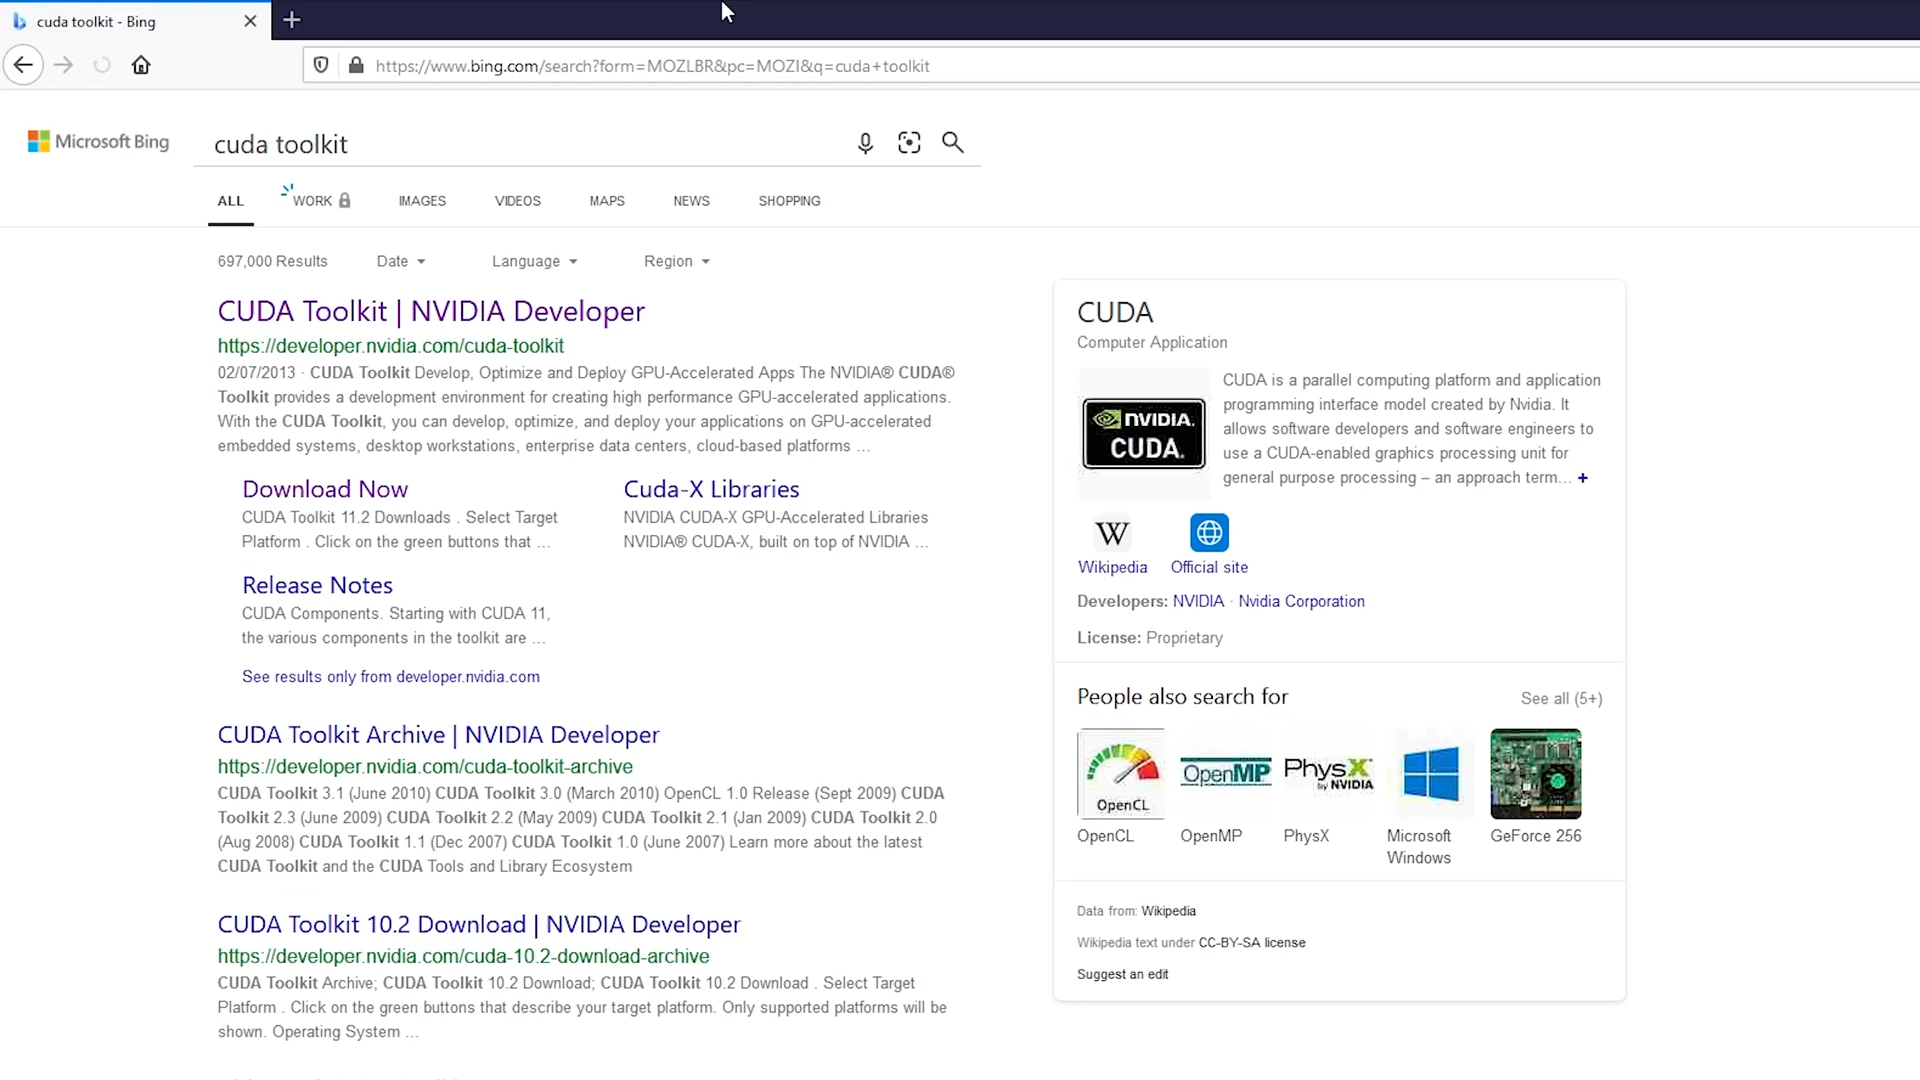 cuda toolkit - Bing
https://www.bing.com/search?form=MOZLBR&pc=MOZI&q=cuda+toolkit
Microsoft Bing
cuda toolkit
ALL WORK IMAGES VIDEOS MAPS NEWS SHOPPING
697,000 Results Date Language Region
CUDA Toolkit | NVIDIA Developer
https://developer.nvidia.com/cuda-toolkit
02/07/2013 · CUDA Toolkit Develop, Optimize and Deploy GPU-Accelerated Apps The NVIDIA® CUDA®
Toolkit provides a development environment for creating high performance GPU-accelerated applications.
With the CUDA Toolkit, you can develop, optimize, and deploy your applications on GPU-accelerated
embedded systems, desktop workstations, enterprise data centers, cloud-based platforms ...
Download Now
CUDA Toolkit 11.2 Downloads . Select Target
Platform . Click on the green buttons that ...
Cuda-X Libraries
NVIDIA CUDA-X GPU-Accelerated Libraries
NVIDIA® CUDA-X, built on top of NVIDIA ...
Release Notes
CUDA Components. Starting with CUDA 11,
the various components in the toolkit are ...
See results only from developer.nvidia.com
CUDA Toolkit Archive | NVIDIA Developer
https://developer.nvidia.com/cuda-toolkit-archive
CUDA Toolkit 3.1 (June 2010) CUDA Toolkit 3.0 (March 2010) OpenCL 1.0 Release (Sept 2009) CUDA
Toolkit 2.3 (June 2009) CUDA Toolkit 2.2 (May 2009) CUDA Toolkit 2.1 (Jan 2009) CUDA Toolkit 2.0
(Aug 2008) CUDA Toolkit 1.1 (Dec 2007) CUDA Toolkit 1.0 (June 2007) Learn more about the latest
CUDA Toolkit and the CUDA Tools and Library Ecosystem
CUDA Toolkit 10.2 Download | NVIDIA Developer
https://developer.nvidia.com/cuda-10.2-download-archive
CUDA Toolkit Archive; CUDA Toolkit 10.2 Download; CUDA Toolkit 10.2 Download . Select Target
Platform . Click on the green buttons that describe your target platform. Only supported platforms will be
shown. Operating System ...
CUDA
Computer Application
NVIDIA.
CUDA.
CUDA is a parallel computing platform and application
programming interface model created by Nvidia. It
allows software developers and software engineers to
use a CUDA-enabled graphics processing unit for
general purpose processing – an approach term... +
W
Wikipedia Official site
Developers: NVIDIA · Nvidia Corporation
License: Proprietary
People also search for See all (5+)
OpenCL
OpenMP
PhysX
by NVIDIA
OpenCL OpenMP PhysX Microsoft Windows GeForce 256
Data from: Wikipedia
Wikipedia text under CC-BY-SA license
Suggest an edit